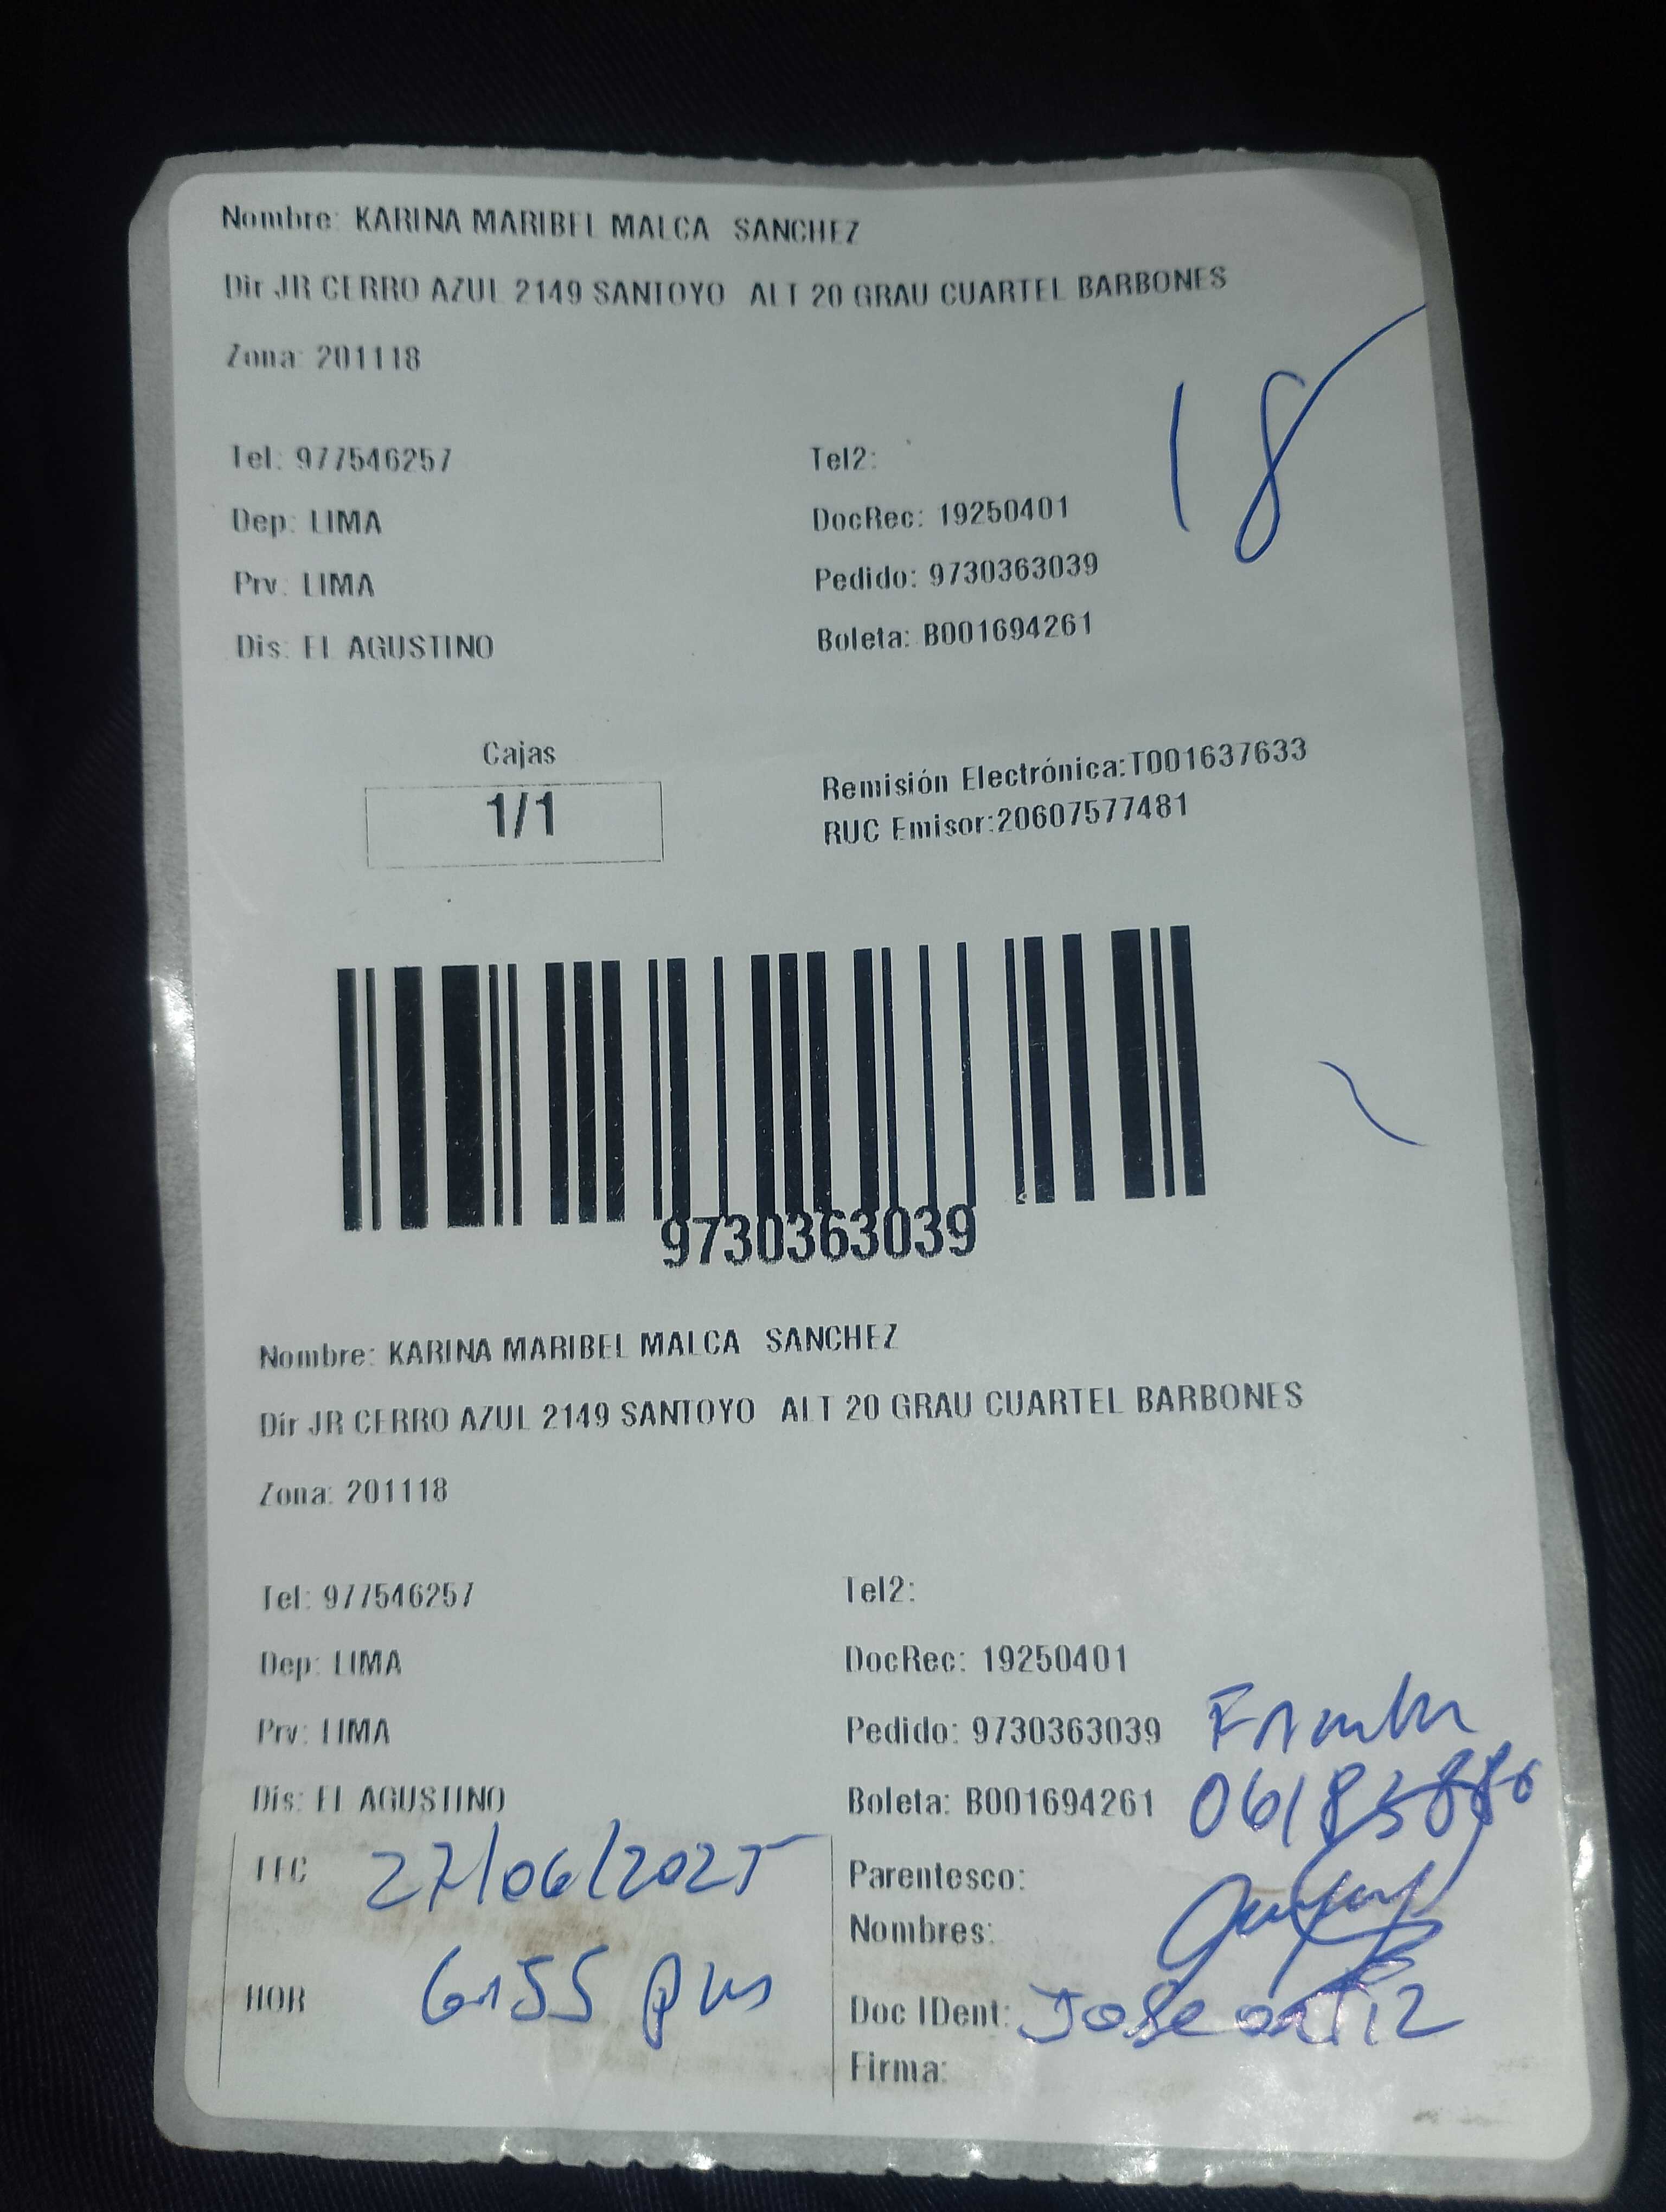 Nombre: KARINA MARIBEL MALCA SANCHEZ
Dir JR CERRO AZUL 2149 SANTOYO ALT 20 GRAU CUARTEL BARBONES
Zona: 201118
18
Tel: 977546257 Tel2:
Dep: LIMA DocRec: 19250401
Prv: LIMA Pedido: 9730363039
Dis: EL AGUSTINO Boleta: B001694261
Cajas
1/1
Remisión Electrónica:T001637633
RUC Emisor:20607577481
9730363039
Nombre: KARINA MARIBEL MALCA SANCHEZ
Dir JR CERRO AZUL 2149 SANTOYO ALT 20 GRAU CUARTEL BARBONES
Zona: 201118
Tel: 977546257 Tel2:
Dep: LIMA DocRec: 19250401
Prv: LIMA Pedido: 9730363039
Dis: EL AGUSTINO Boleta: B001694261
FEC 27/06/2025
Parentesco:
Nombres:
HOR 6:55 pm
Doc IDent: Jose ortiz
Firma: